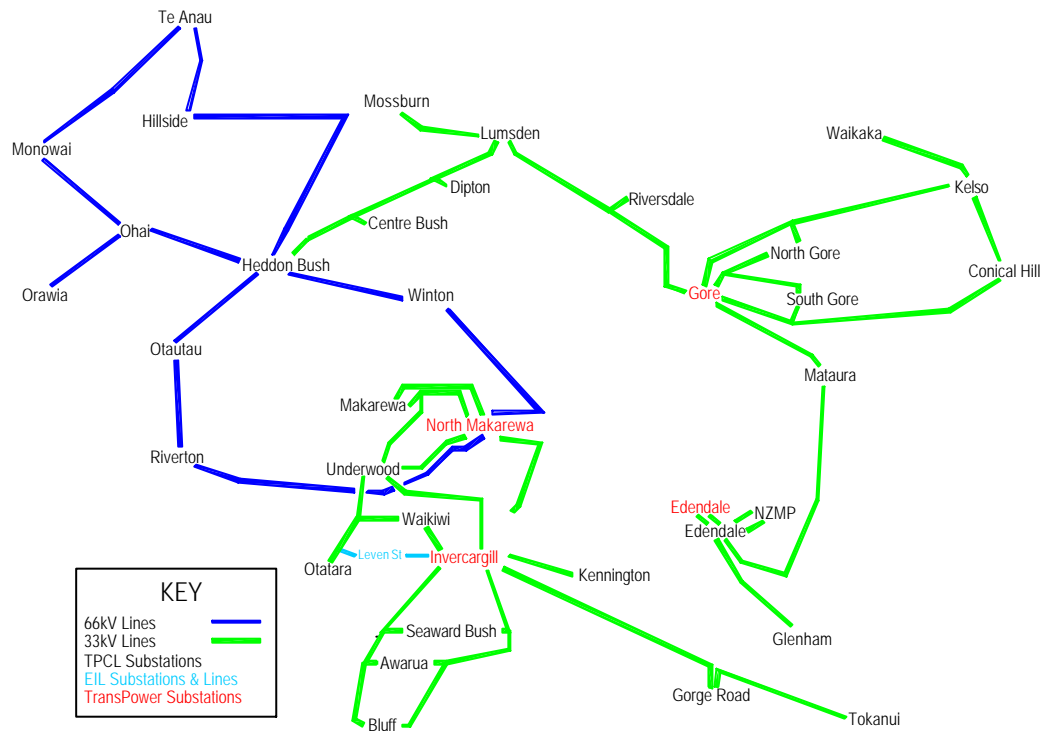 Te Anau
Mossburn
Hillside
Lumsden
Waikaka
Monowai
Dipton
Kelso
Riversdale
Centre Bush
Ohai
North Gore
Heddon Bush
Conical Hill
Orawia
Winton
Gore
South Gore
Otautau
Mataura
Makarewa
North Makarewa
Riverton
Underwood
Edendale
NZMP
Waikiwi
Edendale
Leven St
Invercargill
Otatara
Kennington
KEY
66kV Lines
33kV Lines
TPCL Substations
EIL Substations & Lines
TransPower Substations
Seaward Bush
Glenham
Awarua
Gorge Road
Bluff
Tokanui